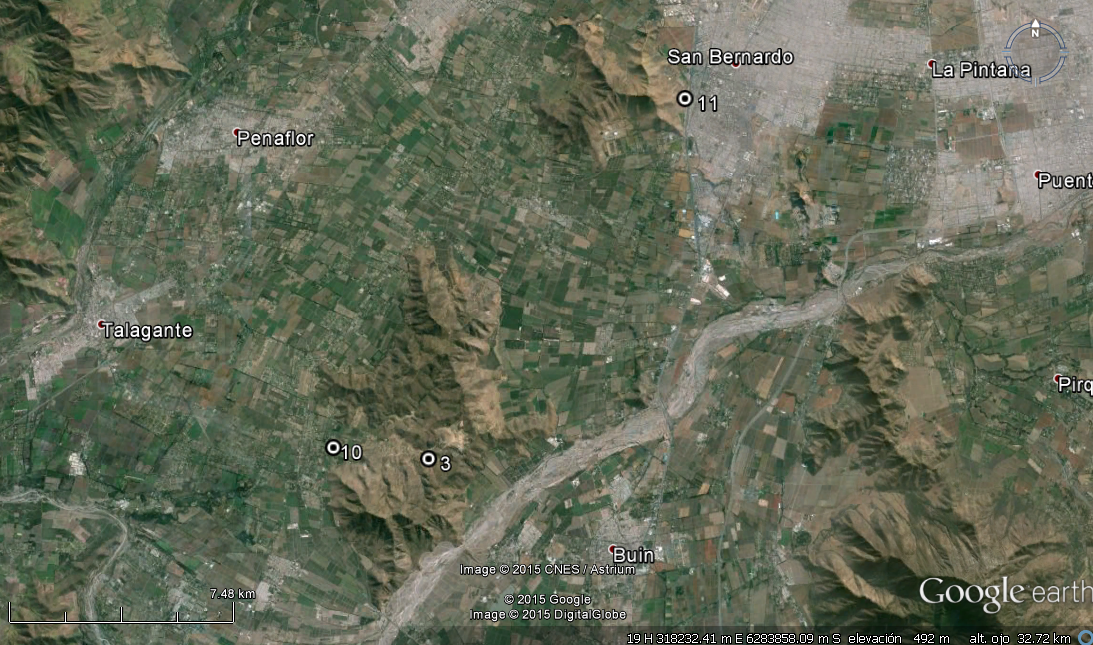 N
San Bernardo
La Pintana
11
Penaflor
Puent
Talagante
Pirq
10
3
Buin
Image © 2015 CNES / Astrium
Google earth
7.48 km
© 2015 Google
Image © 2015 DigitalGlobe
19 H 318232.41 m E 6283858.09 m S elevación 492 m alt. ojo 32.72 km